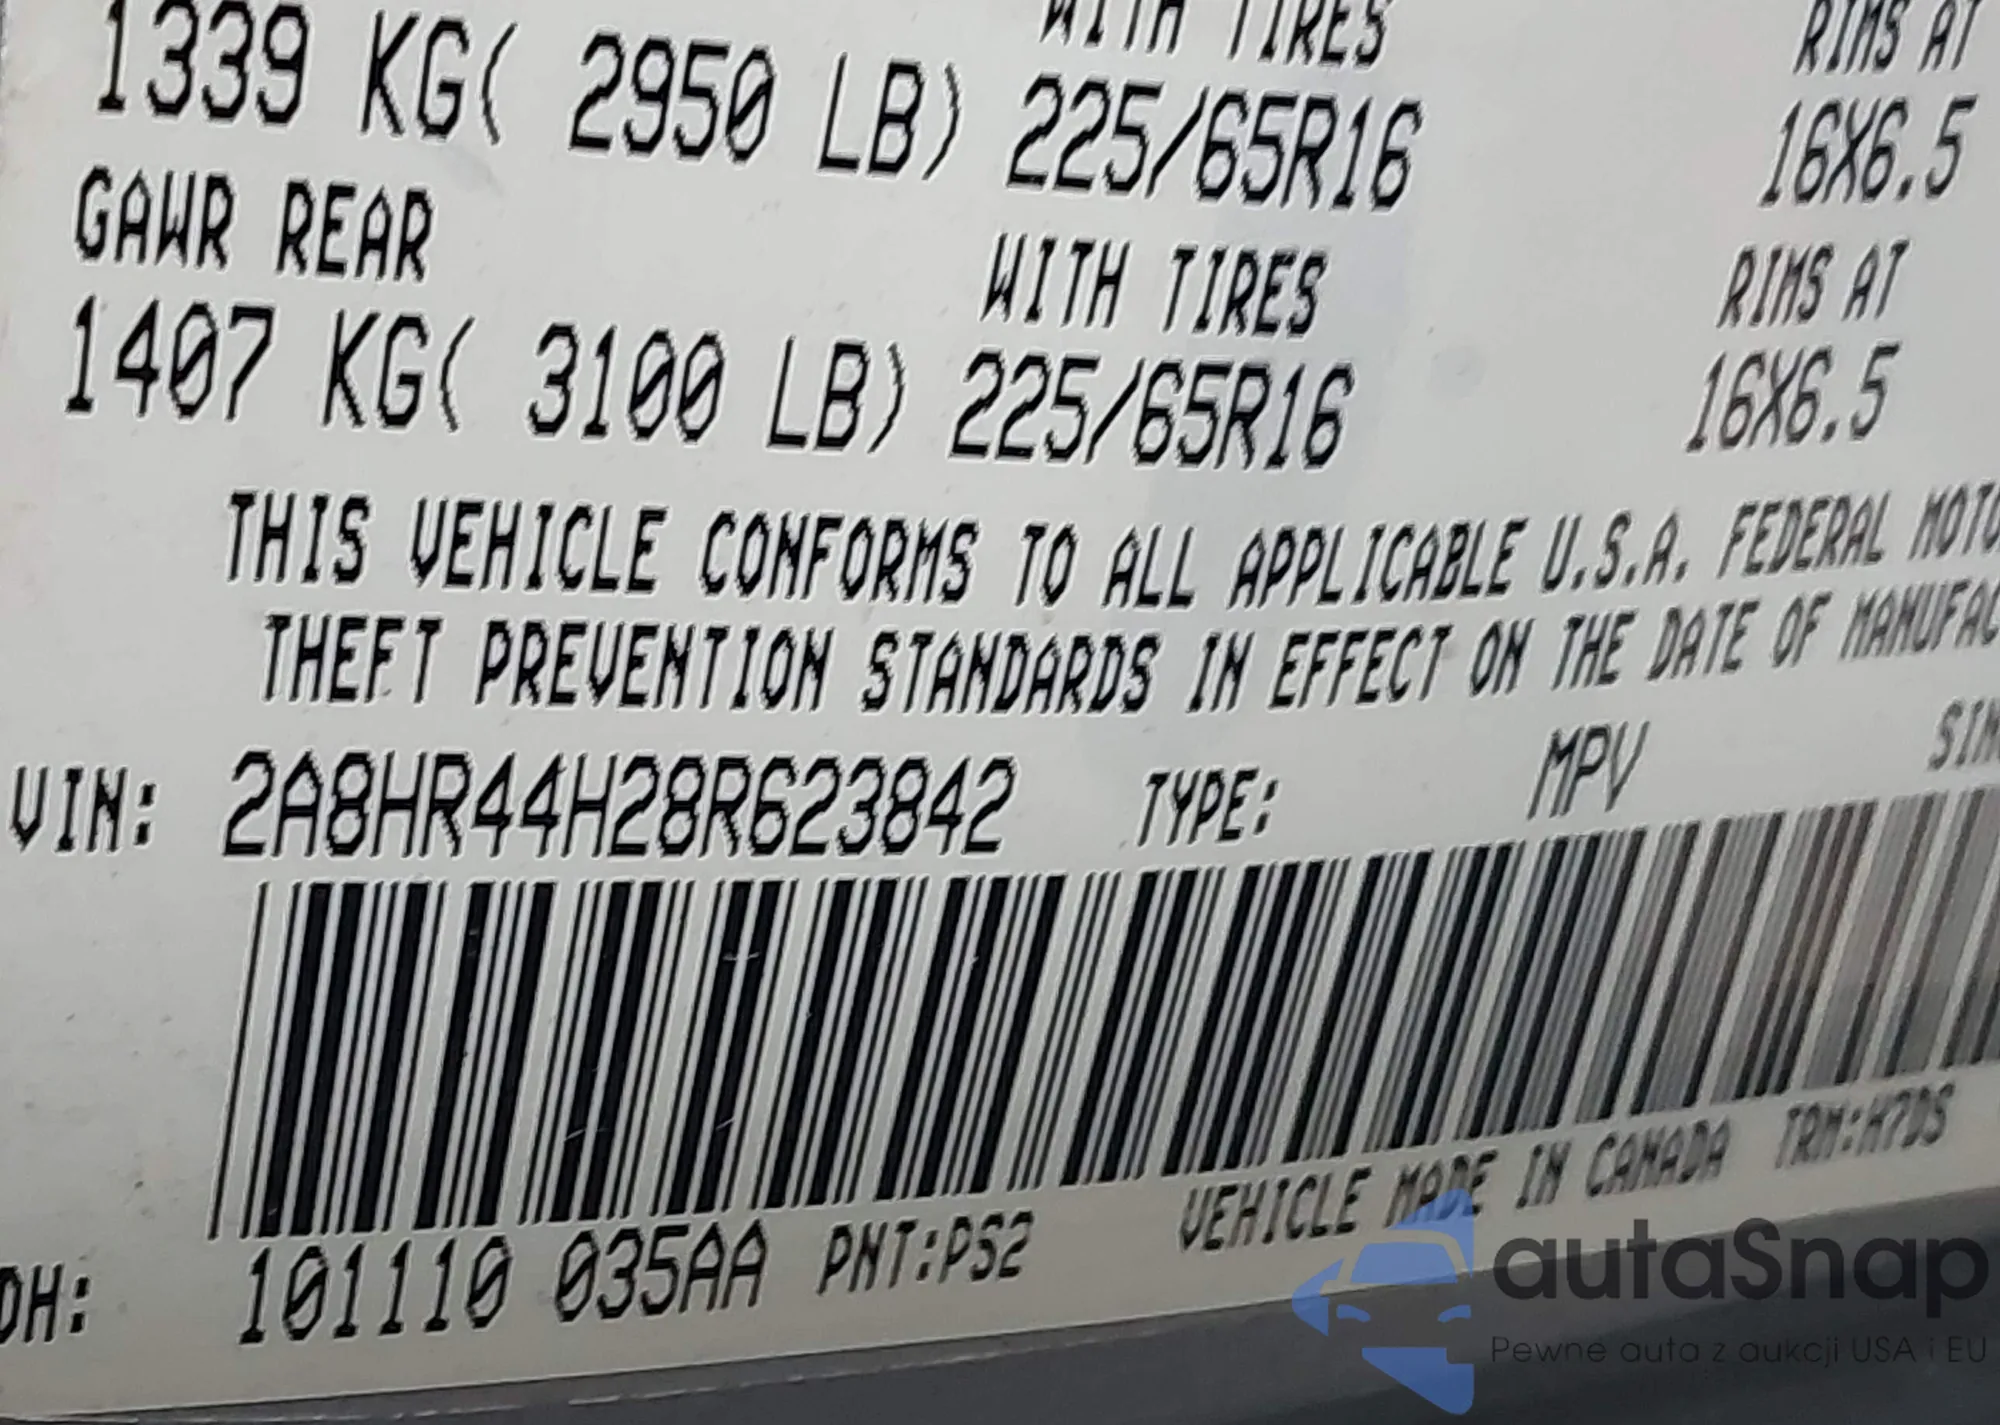 WITH TIRES RIMS AT
1339 KG( 2950 LB) 225/65R16 16X6.5
GAWR REAR WITH TIRES RIMS AT
1407 KG( 3100 LB) 225/65R16 16X6.5
THIS VEHICLE CONFORMS TO ALL APPLICABLE U.S.A. FEDERAL MOTO
THEFT PREVENTION STANDARDS IN EFFECT ON THE DATE OF MANUFAC
VIN: 2A8HR44H28R623842 TYPE: MPV SIN
VEHICLE MADE IN CANADA TRM:H7DS
DH: 101110 035AA PNT:PS2
autaSnap
Pewne auta z aukcji USA i EU